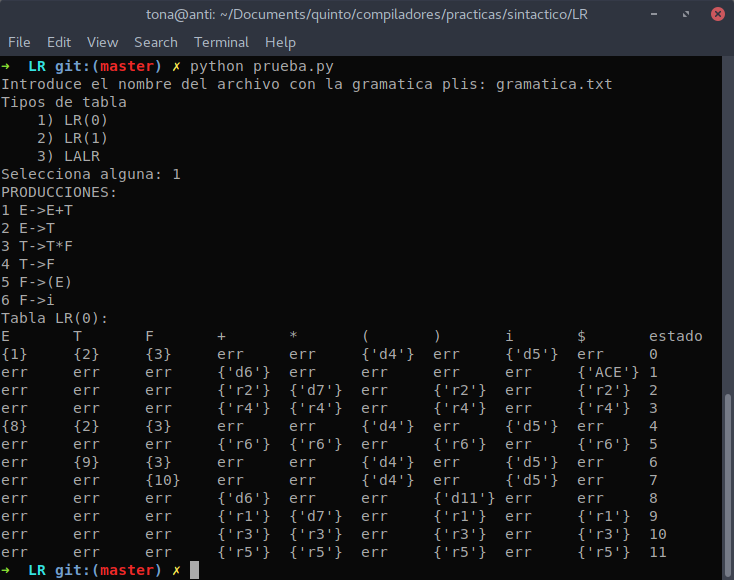 tona@anti: ~/Documents/quinto/compiladores/practicas/sintactico/LR
File Edit View Search Terminal Help
➜ LR git:(master) ✗ python prueba.py
Introduce el nombre del archivo con la gramatica plis: gramatica.txt
Tipos de tabla
1) LR(0)
2) LR(1)
3) LALR
Selecciona alguna: 1
PRODUCCIONES:
1 E->E+T
2 E->T
3 T->T*F
4 T->F
5 F->(E)
6 F->i
Tabla LR(0):
E T F + * ( ) i $ estado
{1} {2} {3} err err {'d4'} err {'d5'} err 0
err err err {'d6'} err err err err {'ACE'} 1
err err err {'r2'} {'d7'} err {'r2'} err {'r2'} 2
err err err {'r4'} {'r4'} err {'r4'} err {'r4'} 3
{8} {2} {3} err err {'d4'} err {'d5'} err 4
err err err {'r6'} {'r6'} err {'r6'} err {'r6'} 5
err {9} {3} err err {'d4'} err {'d5'} err 6
err err {10} err err {'d4'} err {'d5'} err 7
err err err {'d6'} err err {'d11'} err err 8
err err err {'r1'} {'d7'} err {'r1'} err {'r1'} 9
err err err {'r3'} {'r3'} err {'r3'} err {'r3'} 10
err err err {'r5'} {'r5'} err {'r5'} err {'r5'} 11
➜ LR git:(master) ✗